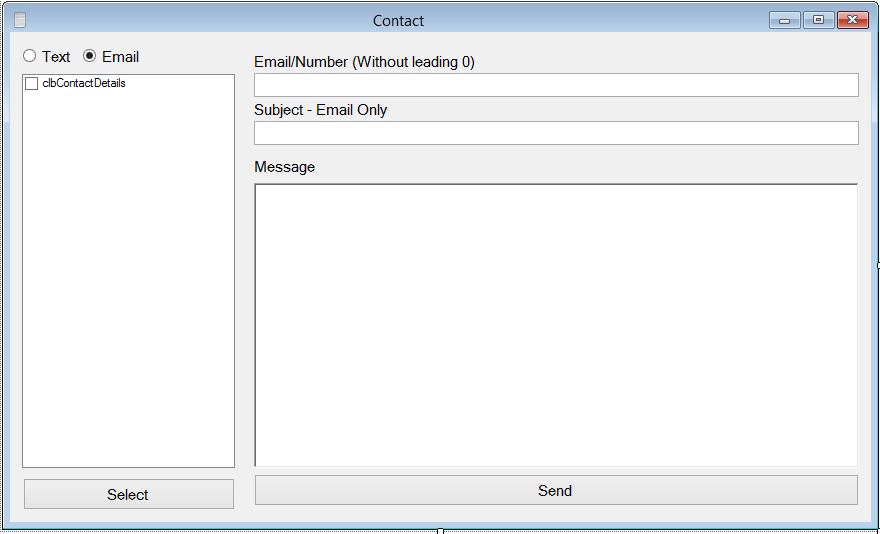 Contact
Text
Email
clbContactDetails
Select
Email/Number (Without leading 0)
Subject - Email Only
Message
Send